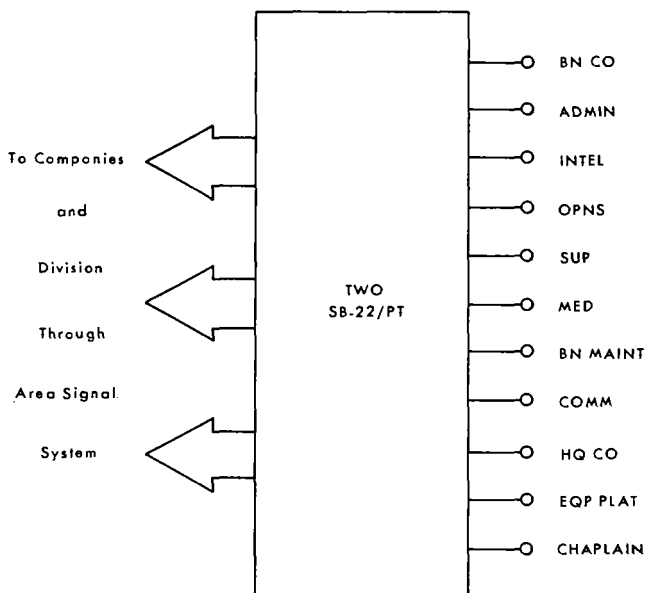 To Companies
and
Division
Through
Area Signal
System
TWO
SB-22/PT
BN CO
ADMIN
INTEL
OPNS
SUP
MED
BN MAINT
COMM
HQ CO
EQP PLAT
CHAPLAIN